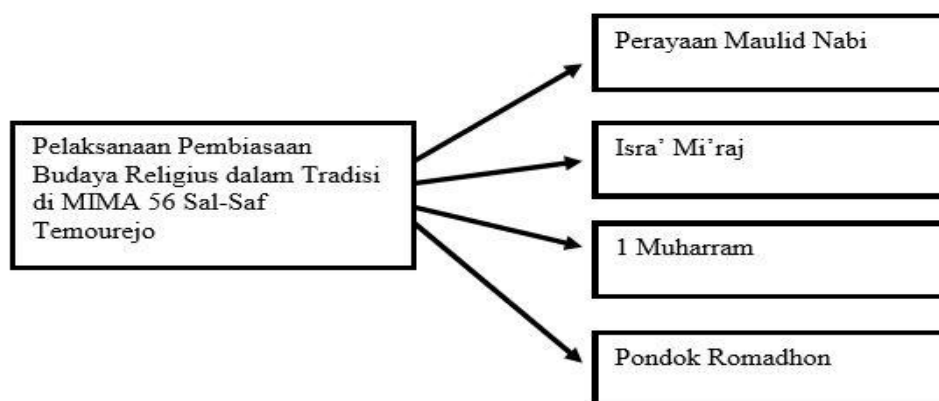 Pelaksanaan Pembiasaan
Budaya Religius dalam Tradisi
di MIMA 56 Sal-Saf
Temourejo
Perayaan Maulid Nabi
Isra’ Mi’raj
1 Muharram
Pondok Romadhon